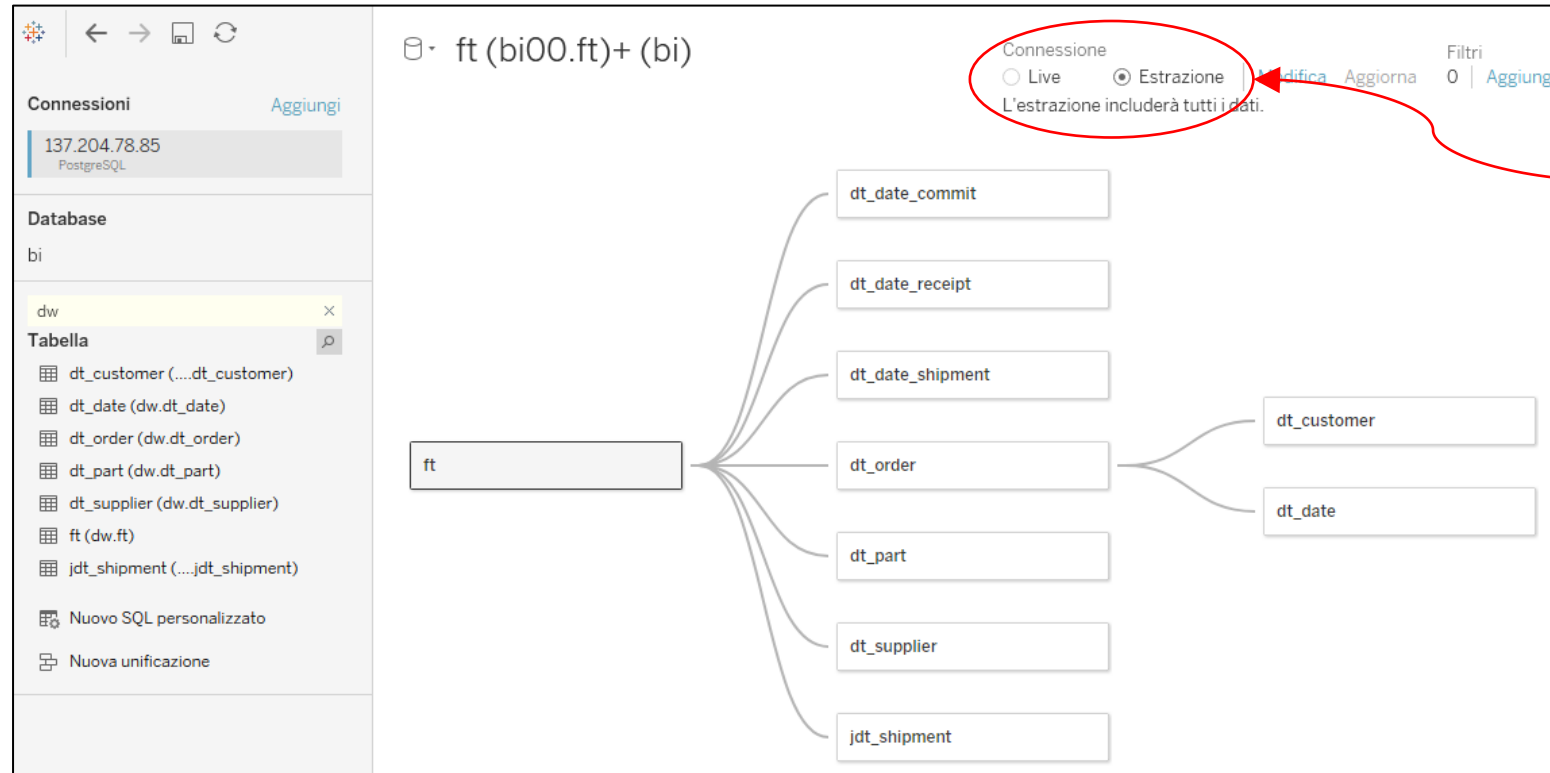 ft (bi00.ft)+ (bi)
Connessione
Live
Estrazione
Modifica
Aggiorna
L'estrazione includerà tutti i dati.
Filtri
0
Aggiung
Connessioni
Aggiungi
137.204.78.85
PostgreSQL
Database
bi
dw
Tabella
dt_customer (....dt_customer)
dt_date (dw.dt_date)
dt_order (dw.dt_order)
dt_part (dw.dt_part)
dt_supplier (dw.dt_supplier)
ft (dw.ft)
jdt_shipment (....jdt_shipment)
Nuovo SQL personalizzato
Nuova unificazione
ft
dt_date_commit
dt_date_receipt
dt_date_shipment
dt_order
dt_part
dt_supplier
jdt_shipment
dt_customer
dt_date